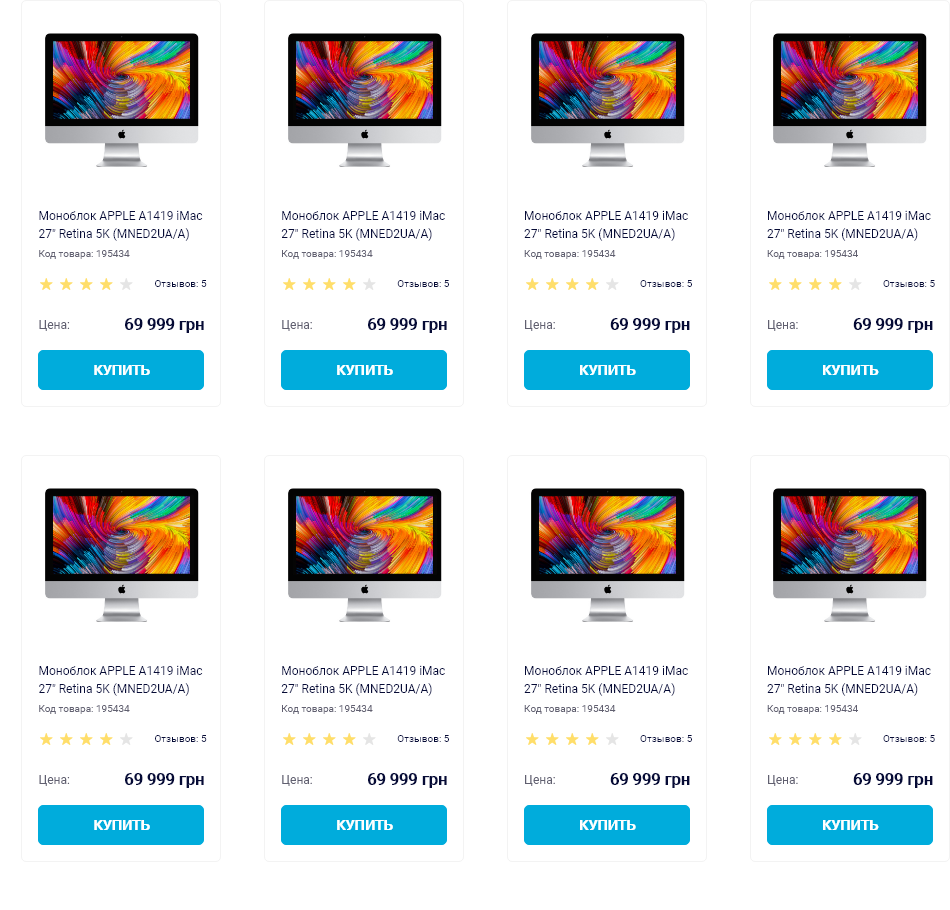 Моноблок APPLE A1419 iMac
27" Retina 5K (MNED2UA/A)
Код товара: 195434
Отзывов: 5
Цена: 69 999 грн
КУПИТЬ
Моноблок APPLE A1419 iMac
27" Retina 5K (MNED2UA/A)
Код товара: 195434
Отзывов: 5
Цена: 69 999 грн
КУПИТЬ
Моноблок APPLE A1419 iMac
27" Retina 5K (MNED2UA/A)
Код товара: 195434
Отзывов: 5
Цена: 69 999 грн
КУПИТЬ
Моноблок APPLE A1419 iMac
27" Retina 5K (MNED2UA/A)
Код товара: 195434
Отзывов: 5
Цена: 69 999 грн
КУПИТЬ
Моноблок APPLE A1419 iMac
27" Retina 5K (MNED2UA/A)
Код товара: 195434
Отзывов: 5
Цена: 69 999 грн
КУПИТЬ
Моноблок APPLE A1419 iMac
27" Retina 5K (MNED2UA/A)
Код товара: 195434
Отзывов: 5
Цена: 69 999 грн
КУПИТЬ
Моноблок APPLE A1419 iMac
27" Retina 5K (MNED2UA/A)
Код товара: 195434
Отзывов: 5
Цена: 69 999 грн
КУПИТЬ
Моноблок APPLE A1419 iMac
27" Retina 5K (MNED2UA/A)
Код товара: 195434
Отзывов: 5
Цена: 69 999 грн
КУПИТЬ